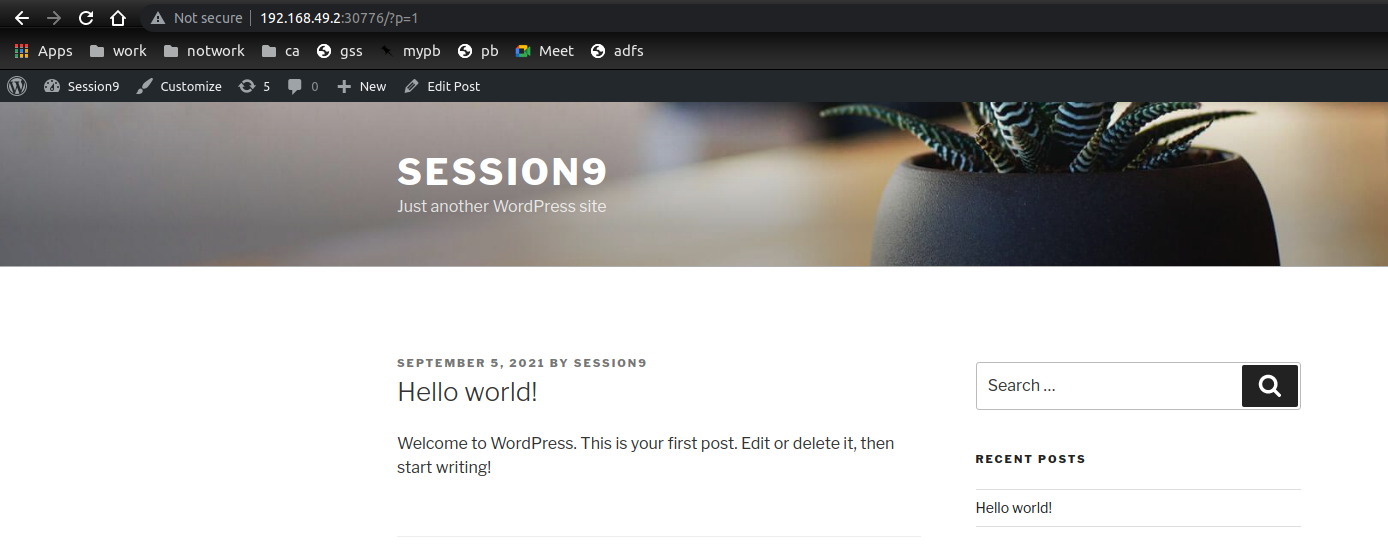 Not secure | 192.168.49.2:30776/?p=1
Apps work notwork ca gss mypb pb Meet adfs
Session9 Customize 5 0 New Edit Post
SESSION9
Just another WordPress site
SEPTEMBER 5, 2021 BY SESSION9
Hello world!
Welcome to WordPress. This is your first post. Edit or delete it, then
start writing!
Search …
RECENT POSTS
Hello world!